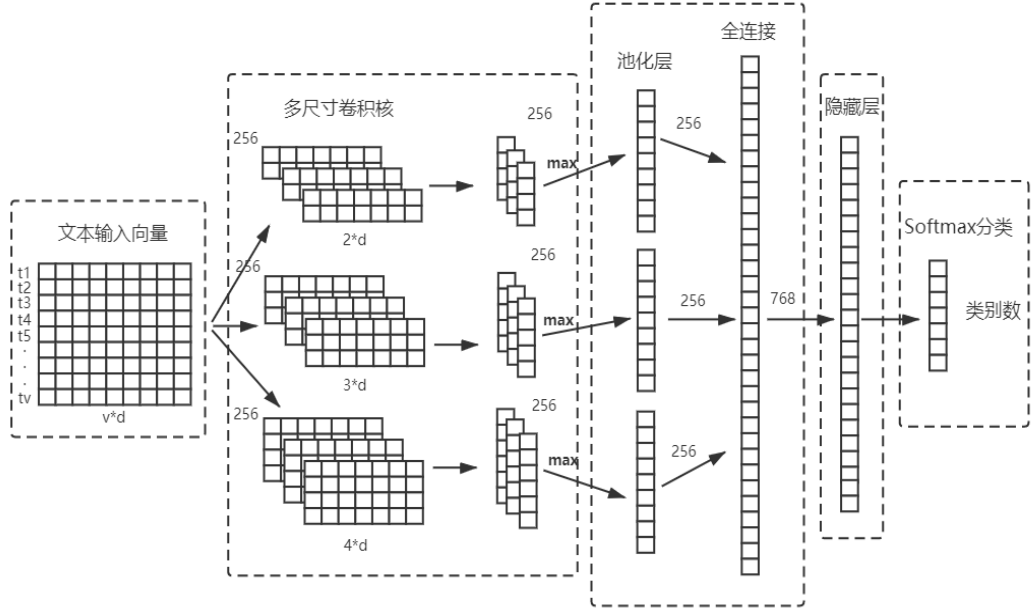 文本输入向量
t1
t2
t3
t4
t5
.
.
.
tv
v*d
多尺寸卷积核
256
256
2*d
256
256
3*d
256
256
4*d
max
max
max
池化层
全连接
256
256
256
768
隐藏层
Softmax分类
类别数